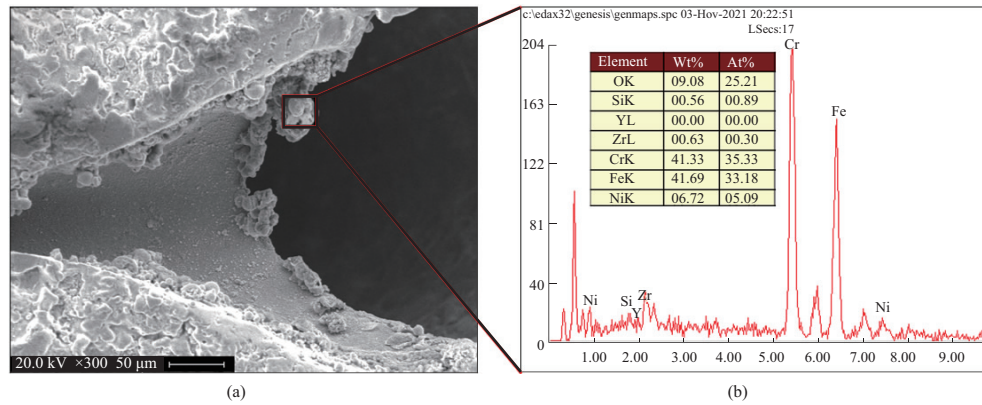 c:\edax32\genesis\genmaps.spc 03-Hov-2021 20:22:51
LSecs:17
204
163
122
81
40
0
Cr
Fe
Ni
Si
Y
Zr
Ni
Element Wt% At%
OK 09.08 25.21
SiK 00.56 00.89
YL 00.00 00.00
ZrL 00.63 00.30
CrK 41.33 35.33
FeK 41.69 33.18
NiK 06.72 05.09
1.00 2.00 3.00 4.00 5.00 6.00 7.00 8.00 9.00
20.0 kV ×300 50 µm
(a)
(b)